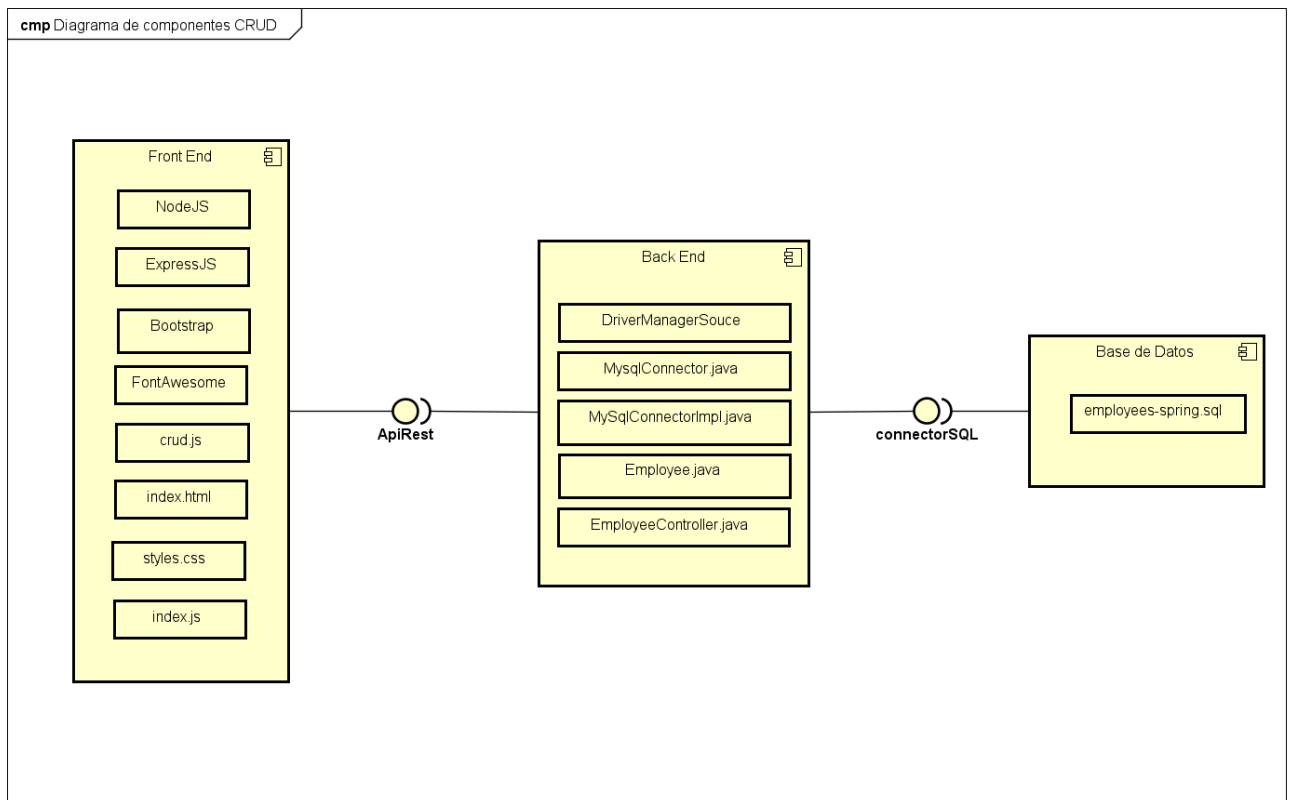 cmp Diagrama de componentes CRUD
Front End
NodeJS
ExpressJS
Bootstrap
FontAwesome
crud.js
index.html
styles.css
index.js
ApiRest
Back End
DriverManagerSouce
MysqlConnector.java
MySqlConnectorImpl.java
Employee.java
EmployeeController.java
connectorSQL
Base de Datos
employees-spring.sql